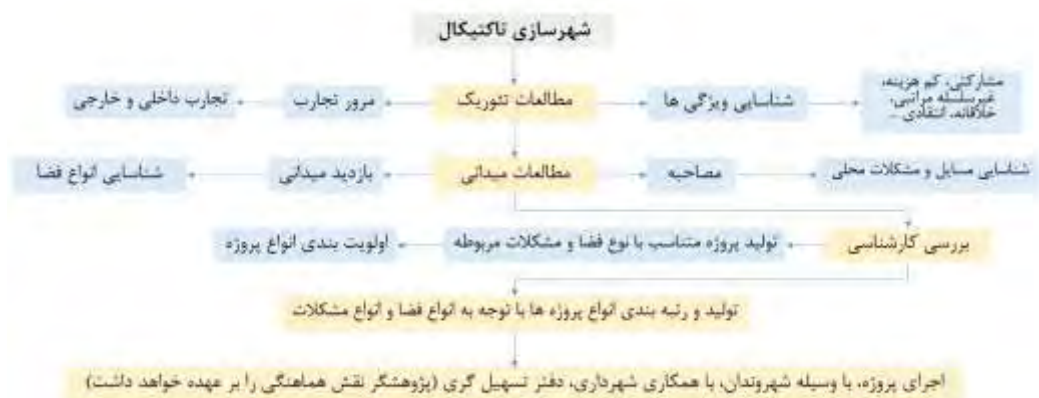 شهرسازی تاکتیکال
مشارکتی، کم هزینه،
غیرسلسله مراتبی،
خلاقانه، انتقادی...
شناسایی ویژگی ها
مطالعات تئوریک
مرور تجارب
تجارب داخلی و خارجی
شناسایی مسایل و مشکلات محلی
مصاحبه
مطالعات میدانی
بازدید میدانی
شناسایی انواع فضا
بررسی کارشناسی
تولید پروژه متناسب با نوع فضا و مشکلات مربوطه
اولویت بندی انواع پروژه
تولید و رتبه بندی انواع پروژه ها با توجه به انواع فضا و انواع مشکلات
اجرای پروژه، با وسیله شهروندان، با همکاری شهرداری، دفتر تسهیل گری (پژوهشگر نقش هماهنگی را بر عهده خواهد داشت)